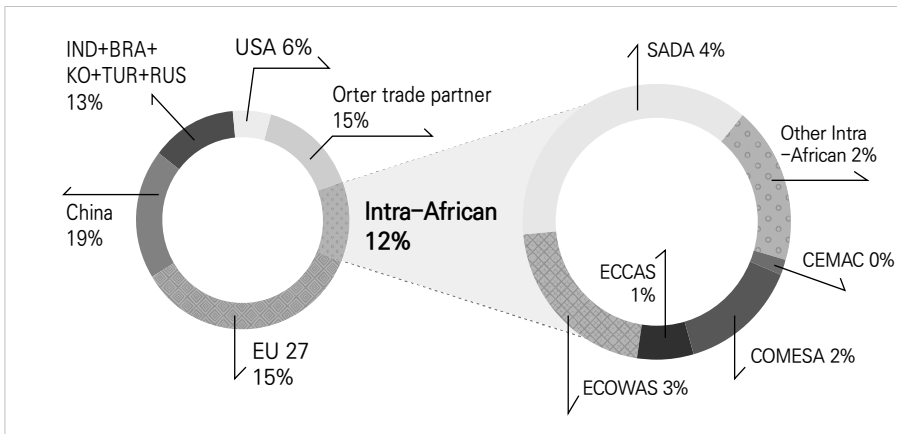 IND+BRA+
KO+TUR+RUS
13%
USA 6%
Orter trade partner
15%
China
19%
EU 27
15%
Intra-African
12%
SADA 4%
Other Intra
-African 2%
CEMAC 0%
ECCAS
1%
COMESA 2%
ECOWAS 3%